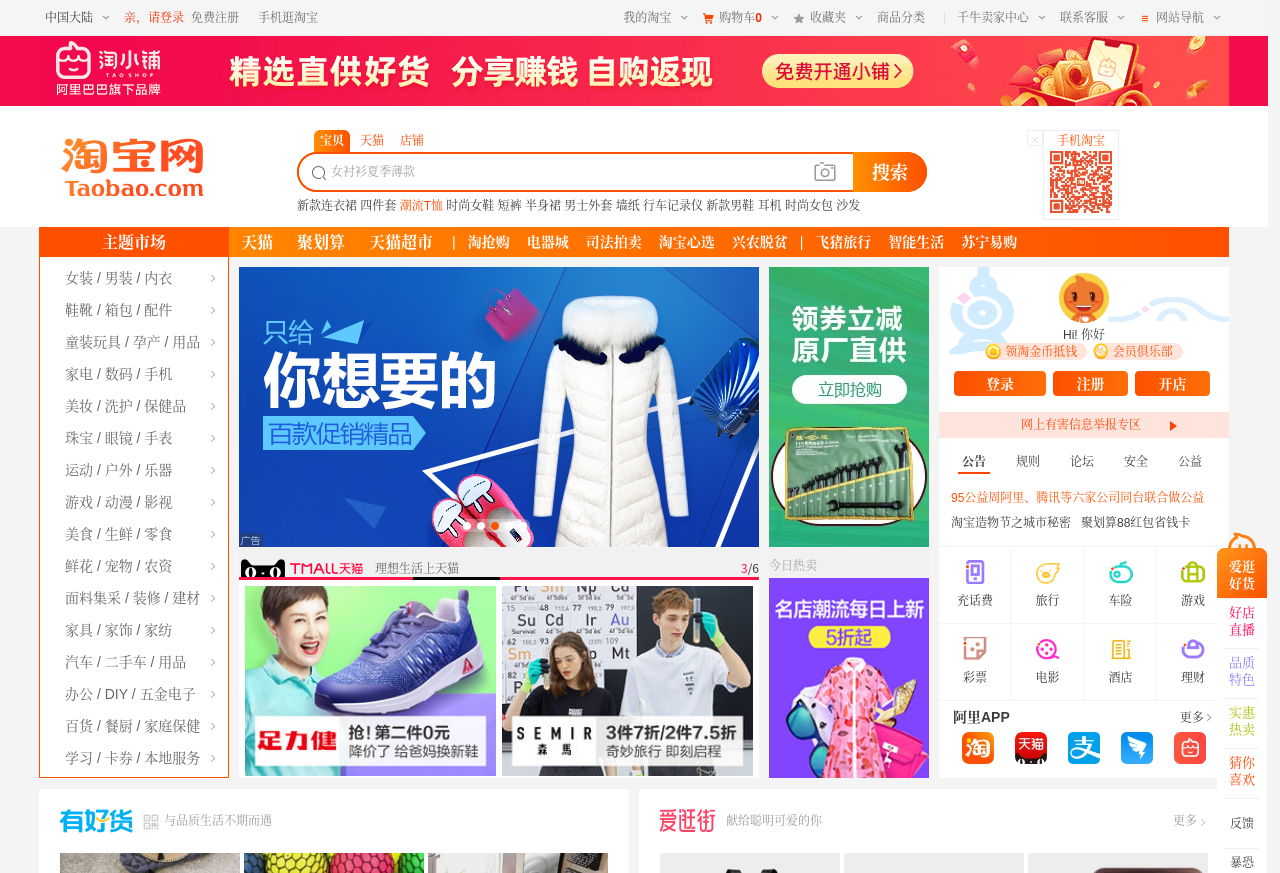 中国大陆 亲，请登录 免费注册 手机逛淘宝 我的淘宝 购物车0 收藏夹 商品分类 千牛卖家中心 联系客服 网站导航
淘小铺
TAO SHOP
阿里巴巴旗下品牌
精选直供好货 分享赚钱 自购返现
免费开通小铺
淘宝网
Taobao.com
宝贝 天猫 店铺
女衬衫夏季薄款
搜索
新款连衣裙 四件套 潮流T恤 时尚女鞋 短裤 半身裙 男士外套 墙纸 行车记录仪 新款男鞋 耳机 时尚女包 沙发
手机淘宝
主题市场
天猫 聚划算 天猫超市 | 淘抢购 电器城 司法拍卖 淘宝心选 兴农脱贫 | 飞猪旅行 智能生活 苏宁易购
女装 / 男装 / 内衣
鞋靴 / 箱包 / 配件
童装玩具 / 孕产 / 用品
家电 / 数码 / 手机
美妆 / 洗护 / 保健品
珠宝 / 眼镜 / 手表
运动 / 户外 / 乐器
游戏 / 动漫 / 影视
美食 / 生鲜 / 零食
鲜花 / 宠物 / 农资
面料集采 / 装修 / 建材
家具 / 家饰 / 家纺
汽车 / 二手车 / 用品
办公 / DIY / 五金电子
百货 / 餐厨 / 家庭保健
学习 / 卡券 / 本地服务
只给
你想要的
百款促销精品
广告
TMALL天猫 理想生活上天猫 3/6
足力健
抢！第二件0元
降价了 给爸妈换新鞋
SEMIR
森馬
3件7折/2件7.5折
奇妙旅行 即刻启程
领券立减
原厂直供
立即抢购
今日热卖
名店潮流每日上新
5折起
Hi! 你好
领淘金币抵钱 会员俱乐部
登录 注册 开店
网上有害信息举报专区
公告 规则 论坛 安全 公益
95公益周阿里、腾讯等六家公司同台联合做公益
淘宝造物节之城市秘密 聚划算88红包省钱卡
充话费 旅行 车险 游戏
彩票 电影 酒店 理财
阿里APP 更多
淘 天猫 支
爱逛
好货
好店
直播
品质
特色
实惠
热卖
猜你
喜欢
反馈
暴恐
有好货 与品质生活不期而遇
爱逛街 献给聪明可爱的你 更多